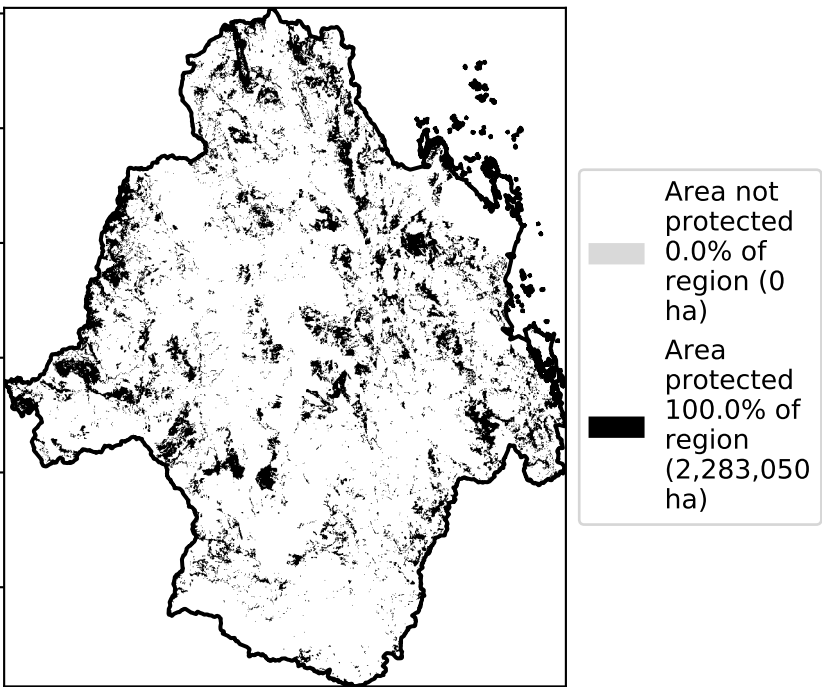 Area not
protected
0.0% of
region (0
ha)
Area
protected
100.0% of
region
(2,283,050
ha)